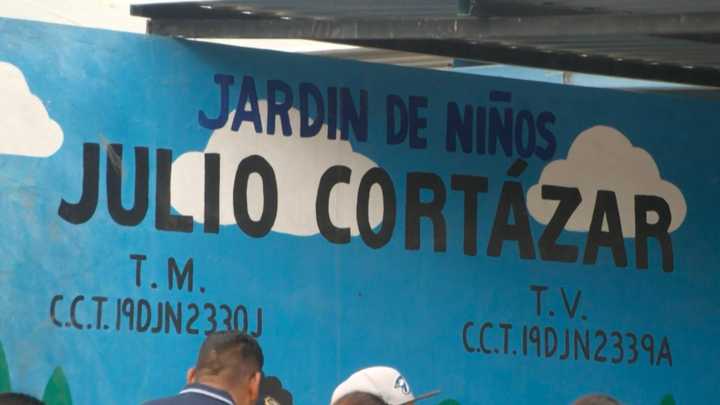 JARDIN DE NIÑOS
JULIO CORTÁZAR
T. M.
C.C.T. 19DJN2330J
T. V.
C.C.T. 19DJN2339A